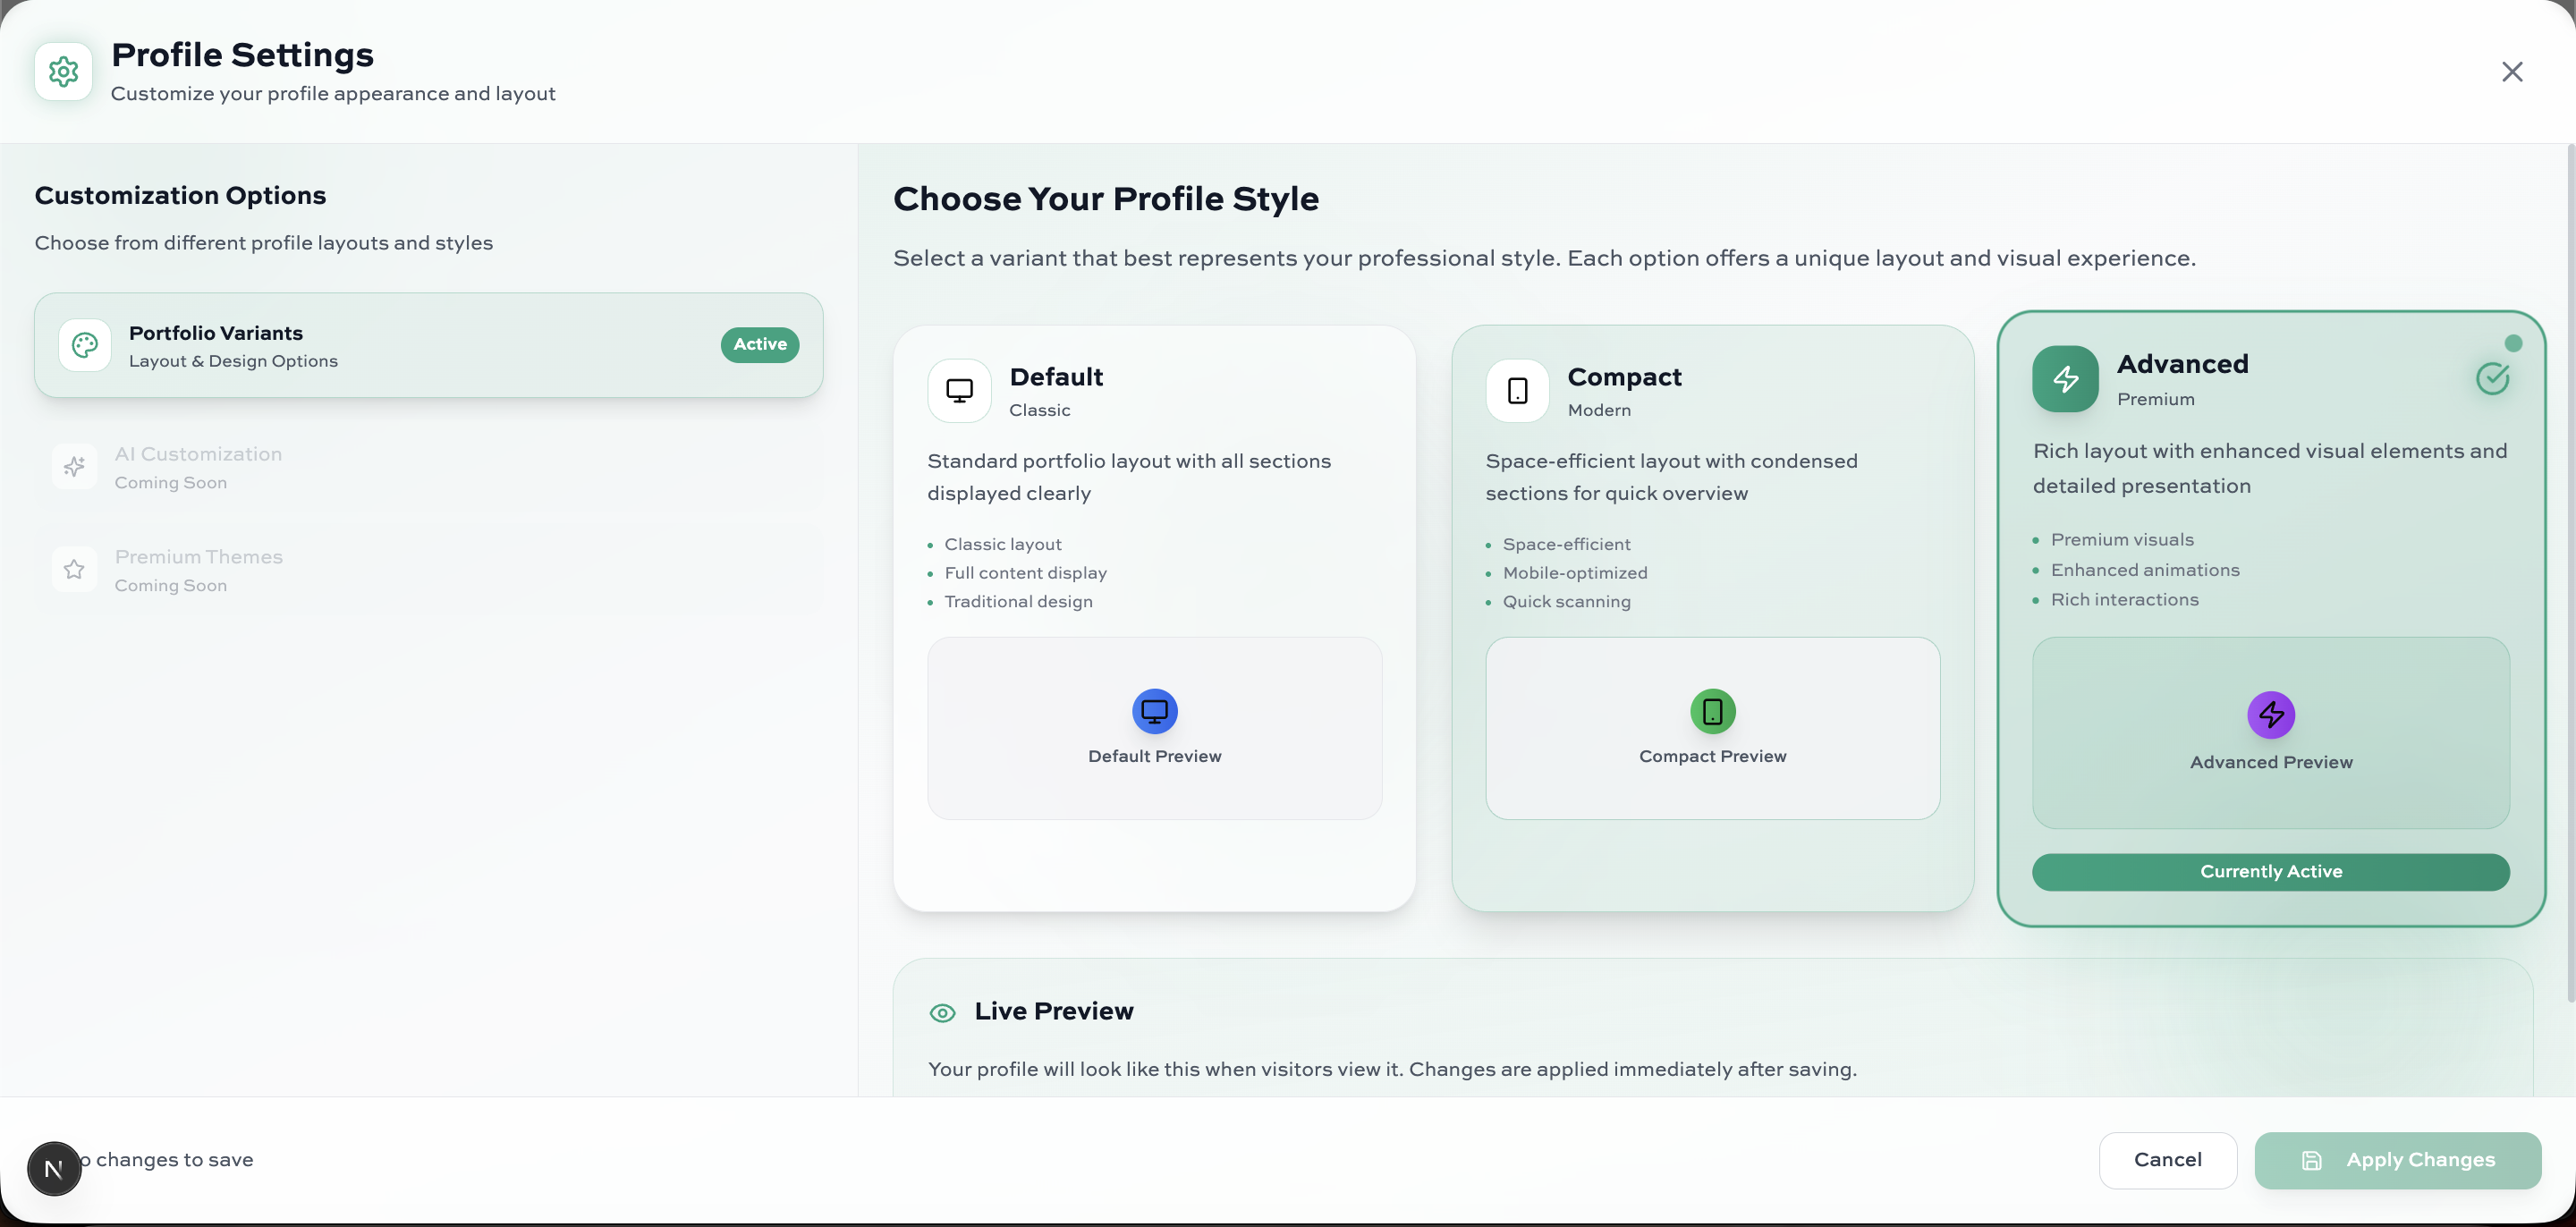 Profile Settings
Customize your profile appearance and layout
Customization Options
Choose from different profile layouts and styles
Portfolio Variants
Layout & Design Options
Active
AI Customization
Coming Soon
Premium Themes
Coming Soon
Choose Your Profile Style
Select a variant that best represents your professional style. Each option offers a unique layout and visual experience.
Default
Classic
Standard portfolio layout with all sections
displayed clearly
Classic layout
Full content display
Traditional design
Default Preview
Compact
Modern
Space-efficient layout with condensed
sections for quick overview
Space-efficient
Mobile-optimized
Quick scanning
Compact Preview
Advanced
Premium
Rich layout with enhanced visual elements and
detailed presentation
Premium visuals
Enhanced animations
Rich interactions
Advanced Preview
Currently Active
Live Preview
Your profile will look like this when visitors view it. Changes are applied immediately after saving.
N
o changes to save
Cancel
Apply Changes